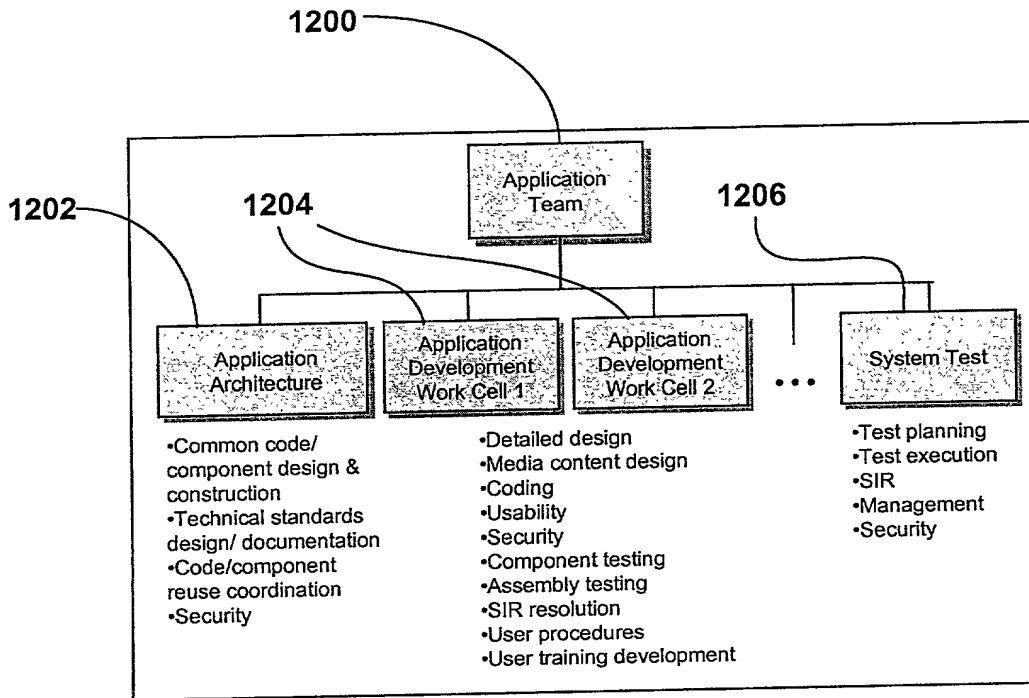 1200
Application
Team
1202
1204
1206
Application
Architecture
Application
Development
Work Cell 1
Application
Development
Work Cell 2
•••
System Test
•Common code/
component design &
construction
•Technical standards
design/ documentation
•Code/component
reuse coordination
•Security
•Detailed design
•Media content design
•Coding
•Usability
•Security
•Component testing
•Assembly testing
•SIR resolution
•User procedures
•User training development
•Test planning
•Test execution
•SIR
•Management
•Security